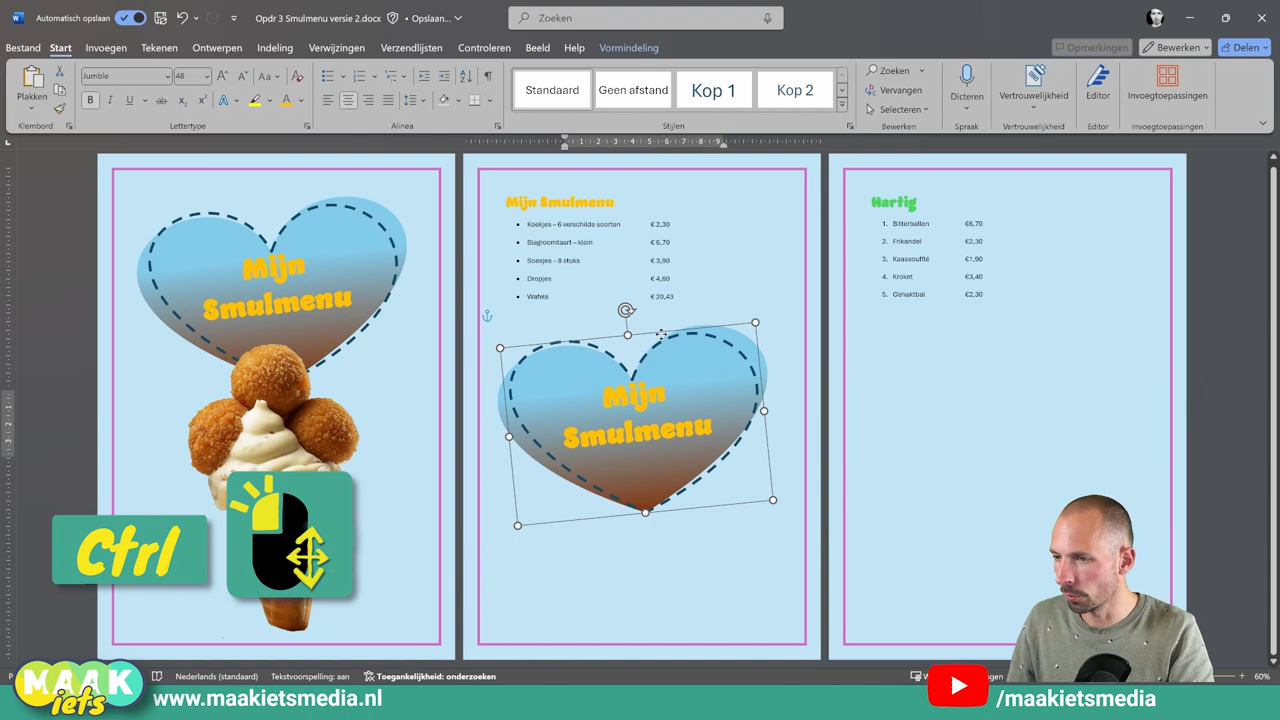 Automatisch opslaan
Opdr 3 Smulmenu versie 2.docx
Opslaan...
Zoeken
Bestand
Start
Invoegen
Tekenen
Ontwerpen
Indeling
Verwijzingen
Verzendlijsten
Controleren
Beeld
Help
Vormindeling
Opmerkingen
Bewerken
Delen
Plakken
Klembord
Jumble
48
Lettertype
Alinea
Standaard
Geen afstand
Kop 1
Kop 2
Stijlen
Zoeken
Vervangen
Selecteren
Bewerken
Dicteren
Spraak
Vertrouwelijkheid
Vertrouwelijkheid
Editor
Editor
Invoegtoepassingen
Invoegtoepassingen
Mijn
Smulmenu
Mijn Smulmenu
Koekjes – 6 verschilde soorten € 2,30
Slagroomtaart – klein € 6,70
Soesjes – 8 stuks € 3,90
Dropjes € 4,60
Wafels € 20,43
Mijn
Smulmenu
Hartig
1. Bitterballen €6,70
2. Frikandel €2,30
3. Kaassoufflé €1,90
4. Kroket €3,40
5. Gehaktbal €2,30
Ctrl
Nederlands (standaard)
Tekstvoorspelling: aan
Toegankelijkheid: onderzoeken
60%
MAAK
iets
www.maakietsmedia.nl
/maakietsmedia